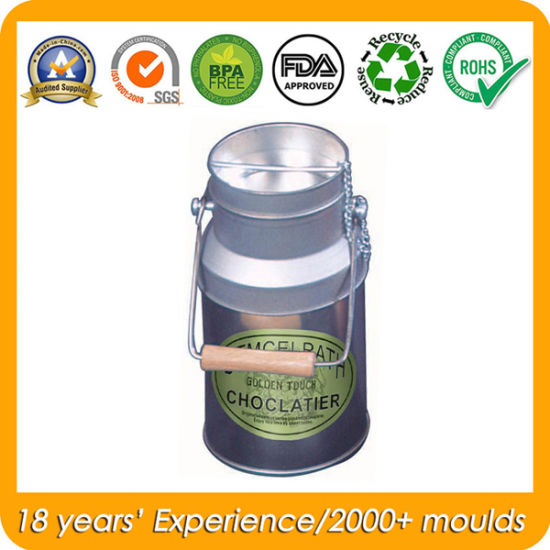 Made-in-China.com
Audited Supplier
SYSTEM CERTIFICATION
ISO 9001:2008
SGS
BPA
FREE
FDA
APPROVED
Recycle
Reduce
Reuse
COMPLIANT
ROHS
GOLDEN TOUCH
CHOCLATIER
18 years' Experience/2000+ moulds